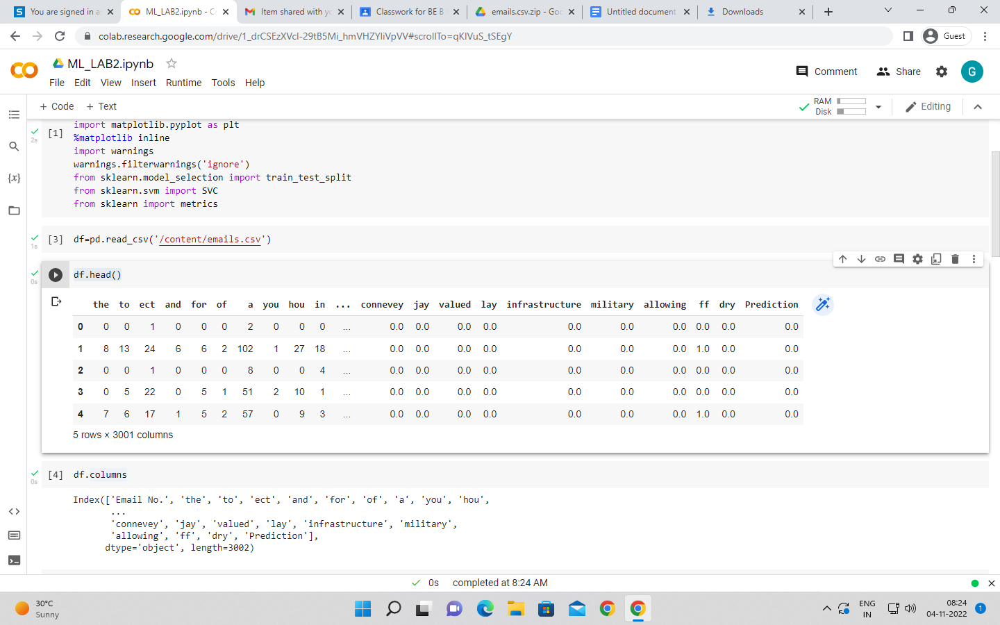 You are signed in a
ML_LAB2.ipynb - C
Item shared with yo
Classwork for BE B
emails.csv.zip - Goo
Untitled document
Downloads
colab.research.google.com/drive/1_drCSEzXVcl-29tB5Mi_hmVHZYIiVpVV#scrollTo=qKIVuS_tSEgY
Guest
ML_LAB2.ipynb
Comment
Share
G
File Edit View Insert Runtime Tools Help
+ Code + Text
RAM
Disk
Editing
[1]
2s
import matplotlib.pyplot as plt
%matplotlib inline
import warnings
warnings.filterwarnings('ignore')
from sklearn.model_selection import train_test_split
from sklearn.svm import SVC
from sklearn import metrics
[3] df=pd.read_csv('/content/emails.csv')
1s
df.head()
0s
the to ect and for of a you hou in ... connevey jay valued lay infrastructure military allowing ff dry Prediction
0 0 0 1 0 0 0 2 0 0 0 ... 0.0 0.0 0.0 0.0 0.0 0.0 0.0 0.0 0.0 0.0
1 8 13 24 6 6 2 102 1 27 18 ... 0.0 0.0 0.0 0.0 0.0 0.0 0.0 1.0 0.0 0.0
2 0 0 1 0 0 0 8 0 0 4 ... 0.0 0.0 0.0 0.0 0.0 0.0 0.0 0.0 0.0 0.0
3 0 5 22 0 5 1 51 2 10 1 ... 0.0 0.0 0.0 0.0 0.0 0.0 0.0 0.0 0.0 0.0
4 7 6 17 1 5 2 57 0 9 3 ... 0.0 0.0 0.0 0.0 0.0 0.0 0.0 1.0 0.0 0.0
5 rows × 3001 columns
[4] df.columns
0s
Index(['Email No.', 'the', 'to', 'ect', 'and', 'for', 'of', 'a', 'you', 'hou',
...
'connevey', 'jay', 'valued', 'lay', 'infrastructure', 'military',
'allowing', 'ff', 'dry', 'Prediction'],
dtype='object', length=3002)
0s completed at 8:24 AM
30°C
Sunny
ENG
IN
08:24
04-11-2022
1